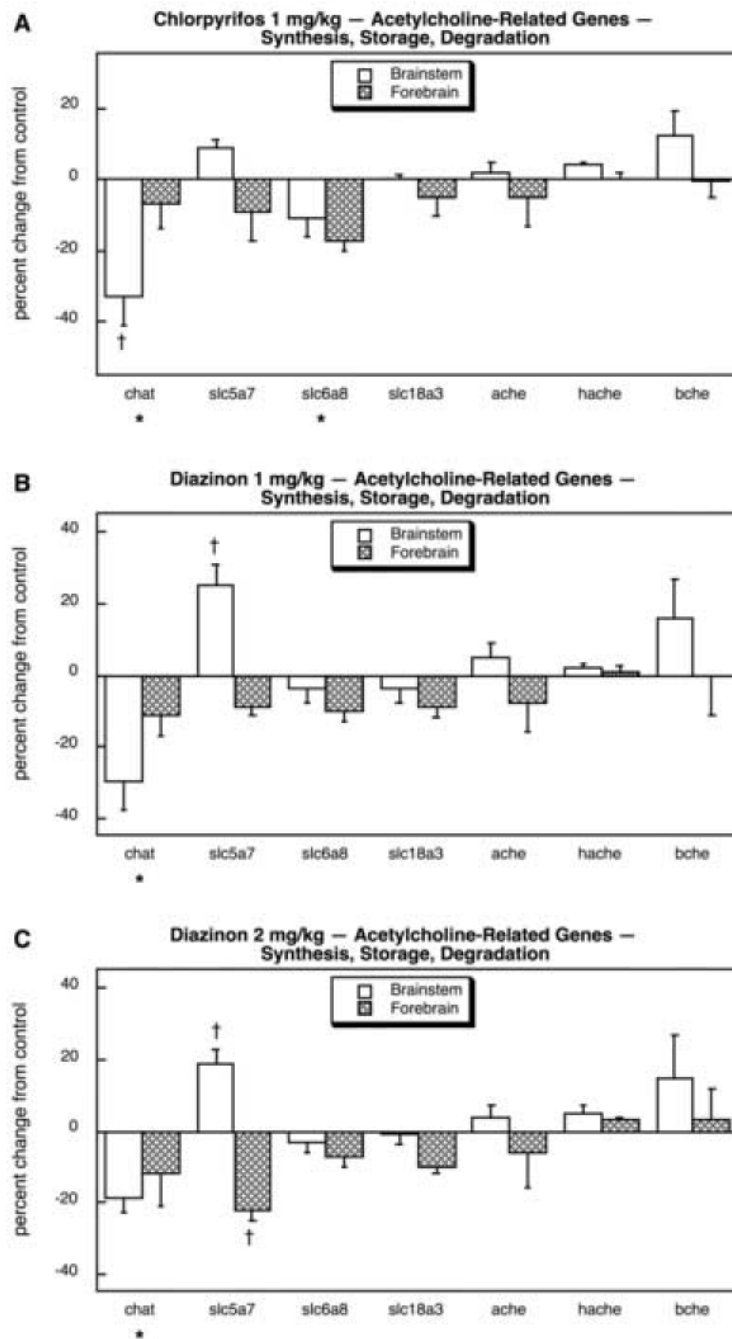 A
Chlorpyrifos 1 mg/kg — Acetylcholine-Related Genes —
Synthesis, Storage, Degradation
Brainstem
Forebrain
percent change from control
20
0
-20
-40
†
chat slc5a7 slc6a8 slc18a3 ache hache bche
* *
B
Diazinon 1 mg/kg — Acetylcholine-Related Genes —
Synthesis, Storage, Degradation
Brainstem
Forebrain
percent change from control
40
20
0
-20
-40
†
chat slc5a7 slc6a8 slc18a3 ache hache bche
*
C
Diazinon 2 mg/kg — Acetylcholine-Related Genes —
Synthesis, Storage, Degradation
Brainstem
Forebrain
percent change from control
40
20
0
-20
-40
†
†
chat slc5a7 slc6a8 slc18a3 ache hache bche
*